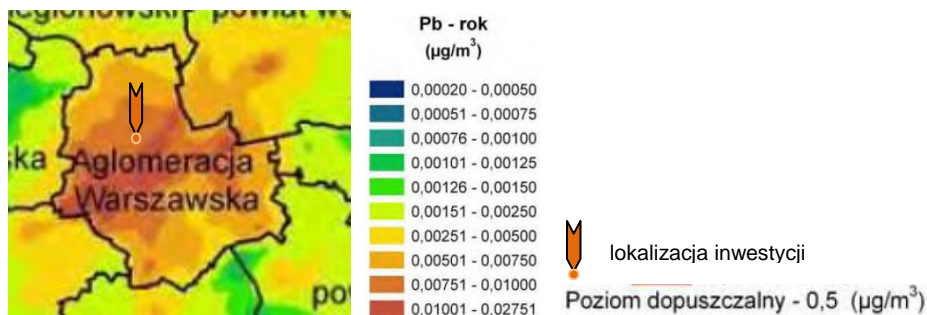 Aglomeracja
Warszawska
Pb - rok
(µg/m³)
0,00020 - 0,00050
0,00051 - 0,00075
0,00076 - 0,00100
0,00101 - 0,00125
0,00126 - 0,00150
0,00151 - 0,00250
0,00251 - 0,00500
0,00501 - 0,00750
0,00751 - 0,01000
0,01001 - 0,02751
lokalizacja inwestycji
Poziom dopuszczalny - 0,5 (µg/m³)